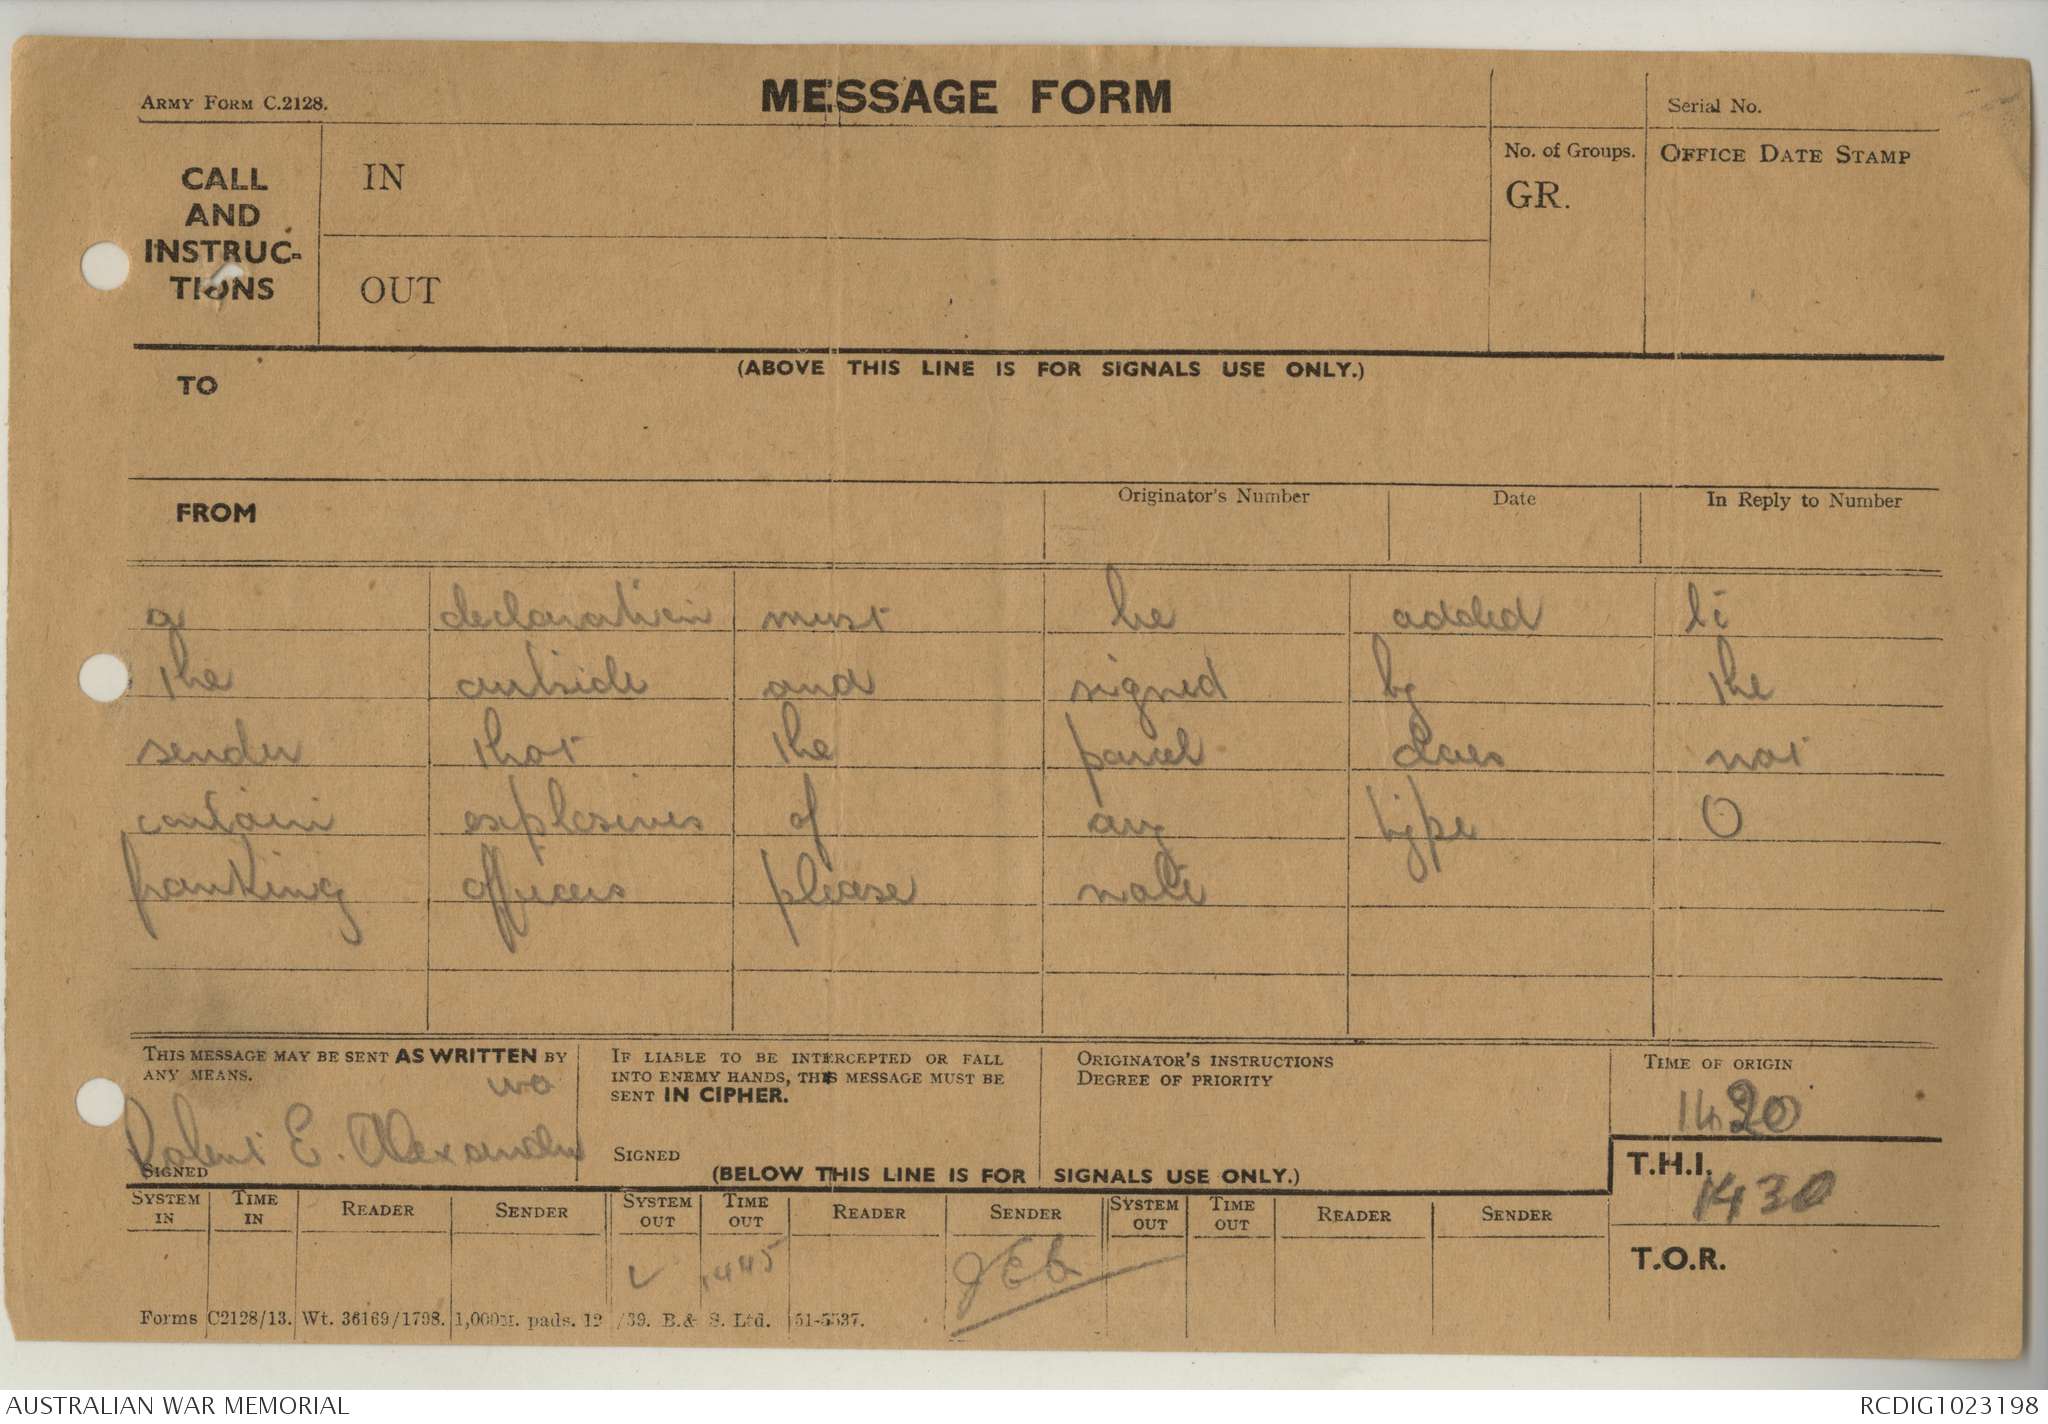 ARMY FORM C.2128.
MESSAGE FORM
Serial No.
CALL AND INSTRUC-TIONS
IN
No. of Groups.
GR.
OFFICE DATE STAMP
OUT
(ABOVE THIS LINE IS FOR SIGNALS USE ONLY.)
TO
FROM
Originator's Number
Date
In Reply to Number
a declaration must be added to
the outside and signed by the
sender that the parcel does not
contain explosives of any type O
franking officers please note
THIS MESSAGE MAY BE SENT AS WRITTEN BY
ANY MEANS.
WO
Robert E. Alexander
SIGNED
IF LIABLE TO BE INTERCEPTED OR FALL
INTO ENEMY HANDS, THIS MESSAGE MUST BE
SENT IN CIPHER.
SIGNED
ORIGINATOR'S INSTRUCTIONS
DEGREE OF PRIORITY
TIME OF ORIGIN
1420
(BELOW THIS LINE IS FOR SIGNALS USE ONLY.)
T.H.I.
1430
T.O.R.
SYSTEM IN TIME IN READER SENDER SYSTEM OUT TIME OUT READER SENDER SYSTEM OUT TIME OUT READER SENDER
1445
Forms C2128/13. Wt. 36169/1798. 1,000M. pads. 12/39. B.& S. Ltd. 51-5537.
AUSTRALIAN WAR MEMORIAL
RCDIG1023198